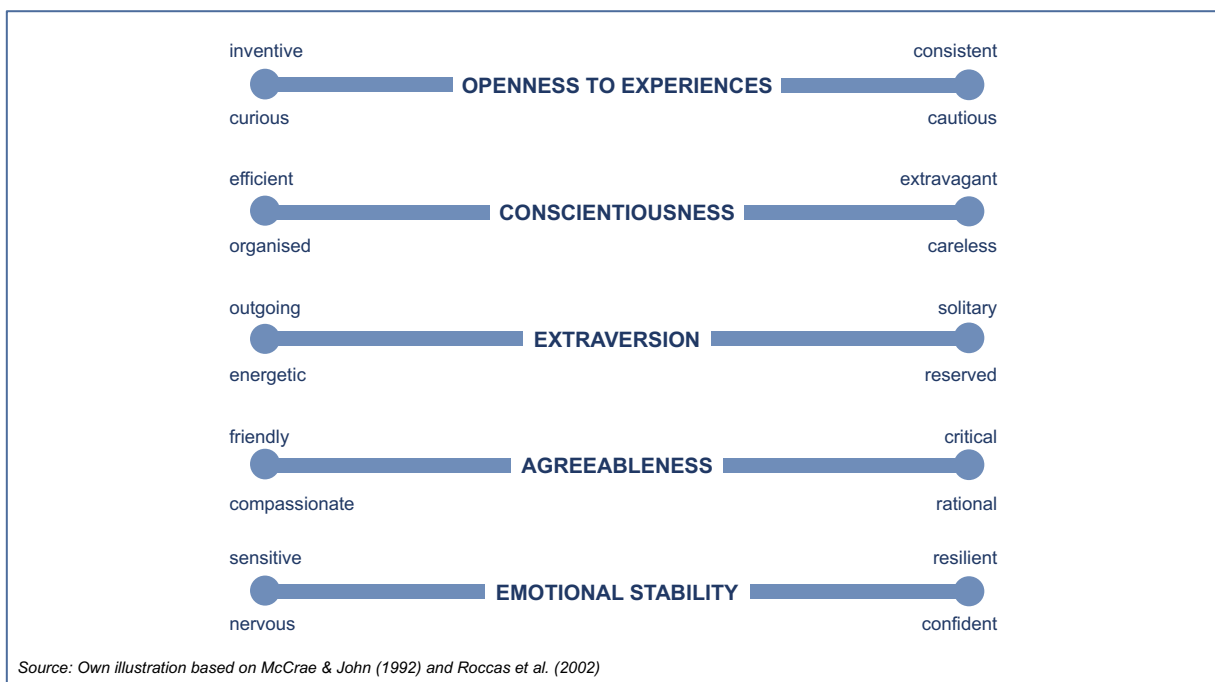 inventive consistent
OPENNESS TO EXPERIENCES
curious cautious
efficient extravagant
CONSCIENTIOUSNESS
organised careless
outgoing solitary
EXTRAVERSION
energetic reserved
friendly critical
AGREEABLENESS
compassionate rational
sensitive resilient
EMOTIONAL STABILITY
nervous confident
Source: Own illustration based on McCrae & John (1992) and Roccas et al. (2002)